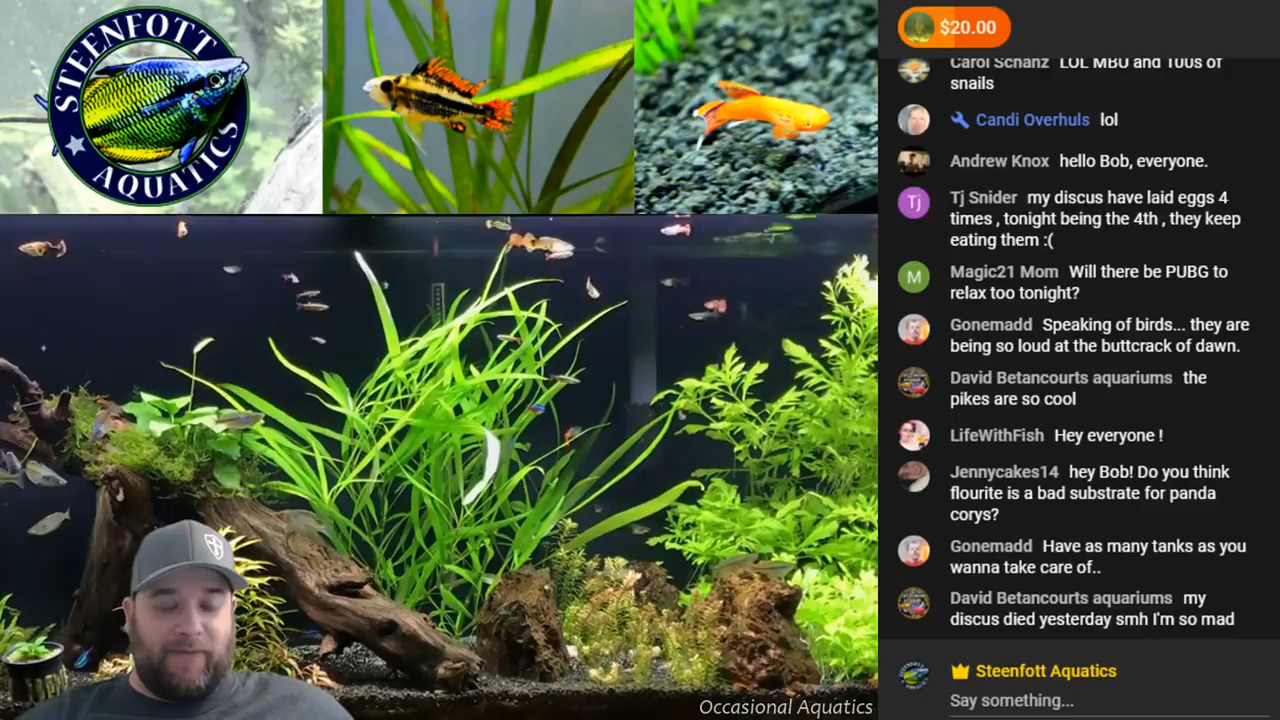 STEENFOTT
AQUATICS
$20.00
Carol Schanz LOL MBU and 100s of
snails
Candi Overhuls lol
Andrew Knox hello Bob, everyone.
Tj
Tj Snider my discus have laid eggs 4
times , tonight being the 4th , they keep
eating them :(
M
Magic21 Mom Will there be PUBG to
relax too tonight?
Gonemadd Speaking of birds... they are
being so loud at the buttcrack of dawn.
David Betancourts aquariums the
pikes are so cool
LifeWithFish Hey everyone !
Jennycakes14 hey Bob! Do you think
flourite is a bad substrate for panda
corys?
Gonemadd Have as many tanks as you
wanna take care of..
David Betancourts aquariums my
discus died yesterday smh I'm so mad
Steenfott Aquatics
Say something...
Occasional Aquatics